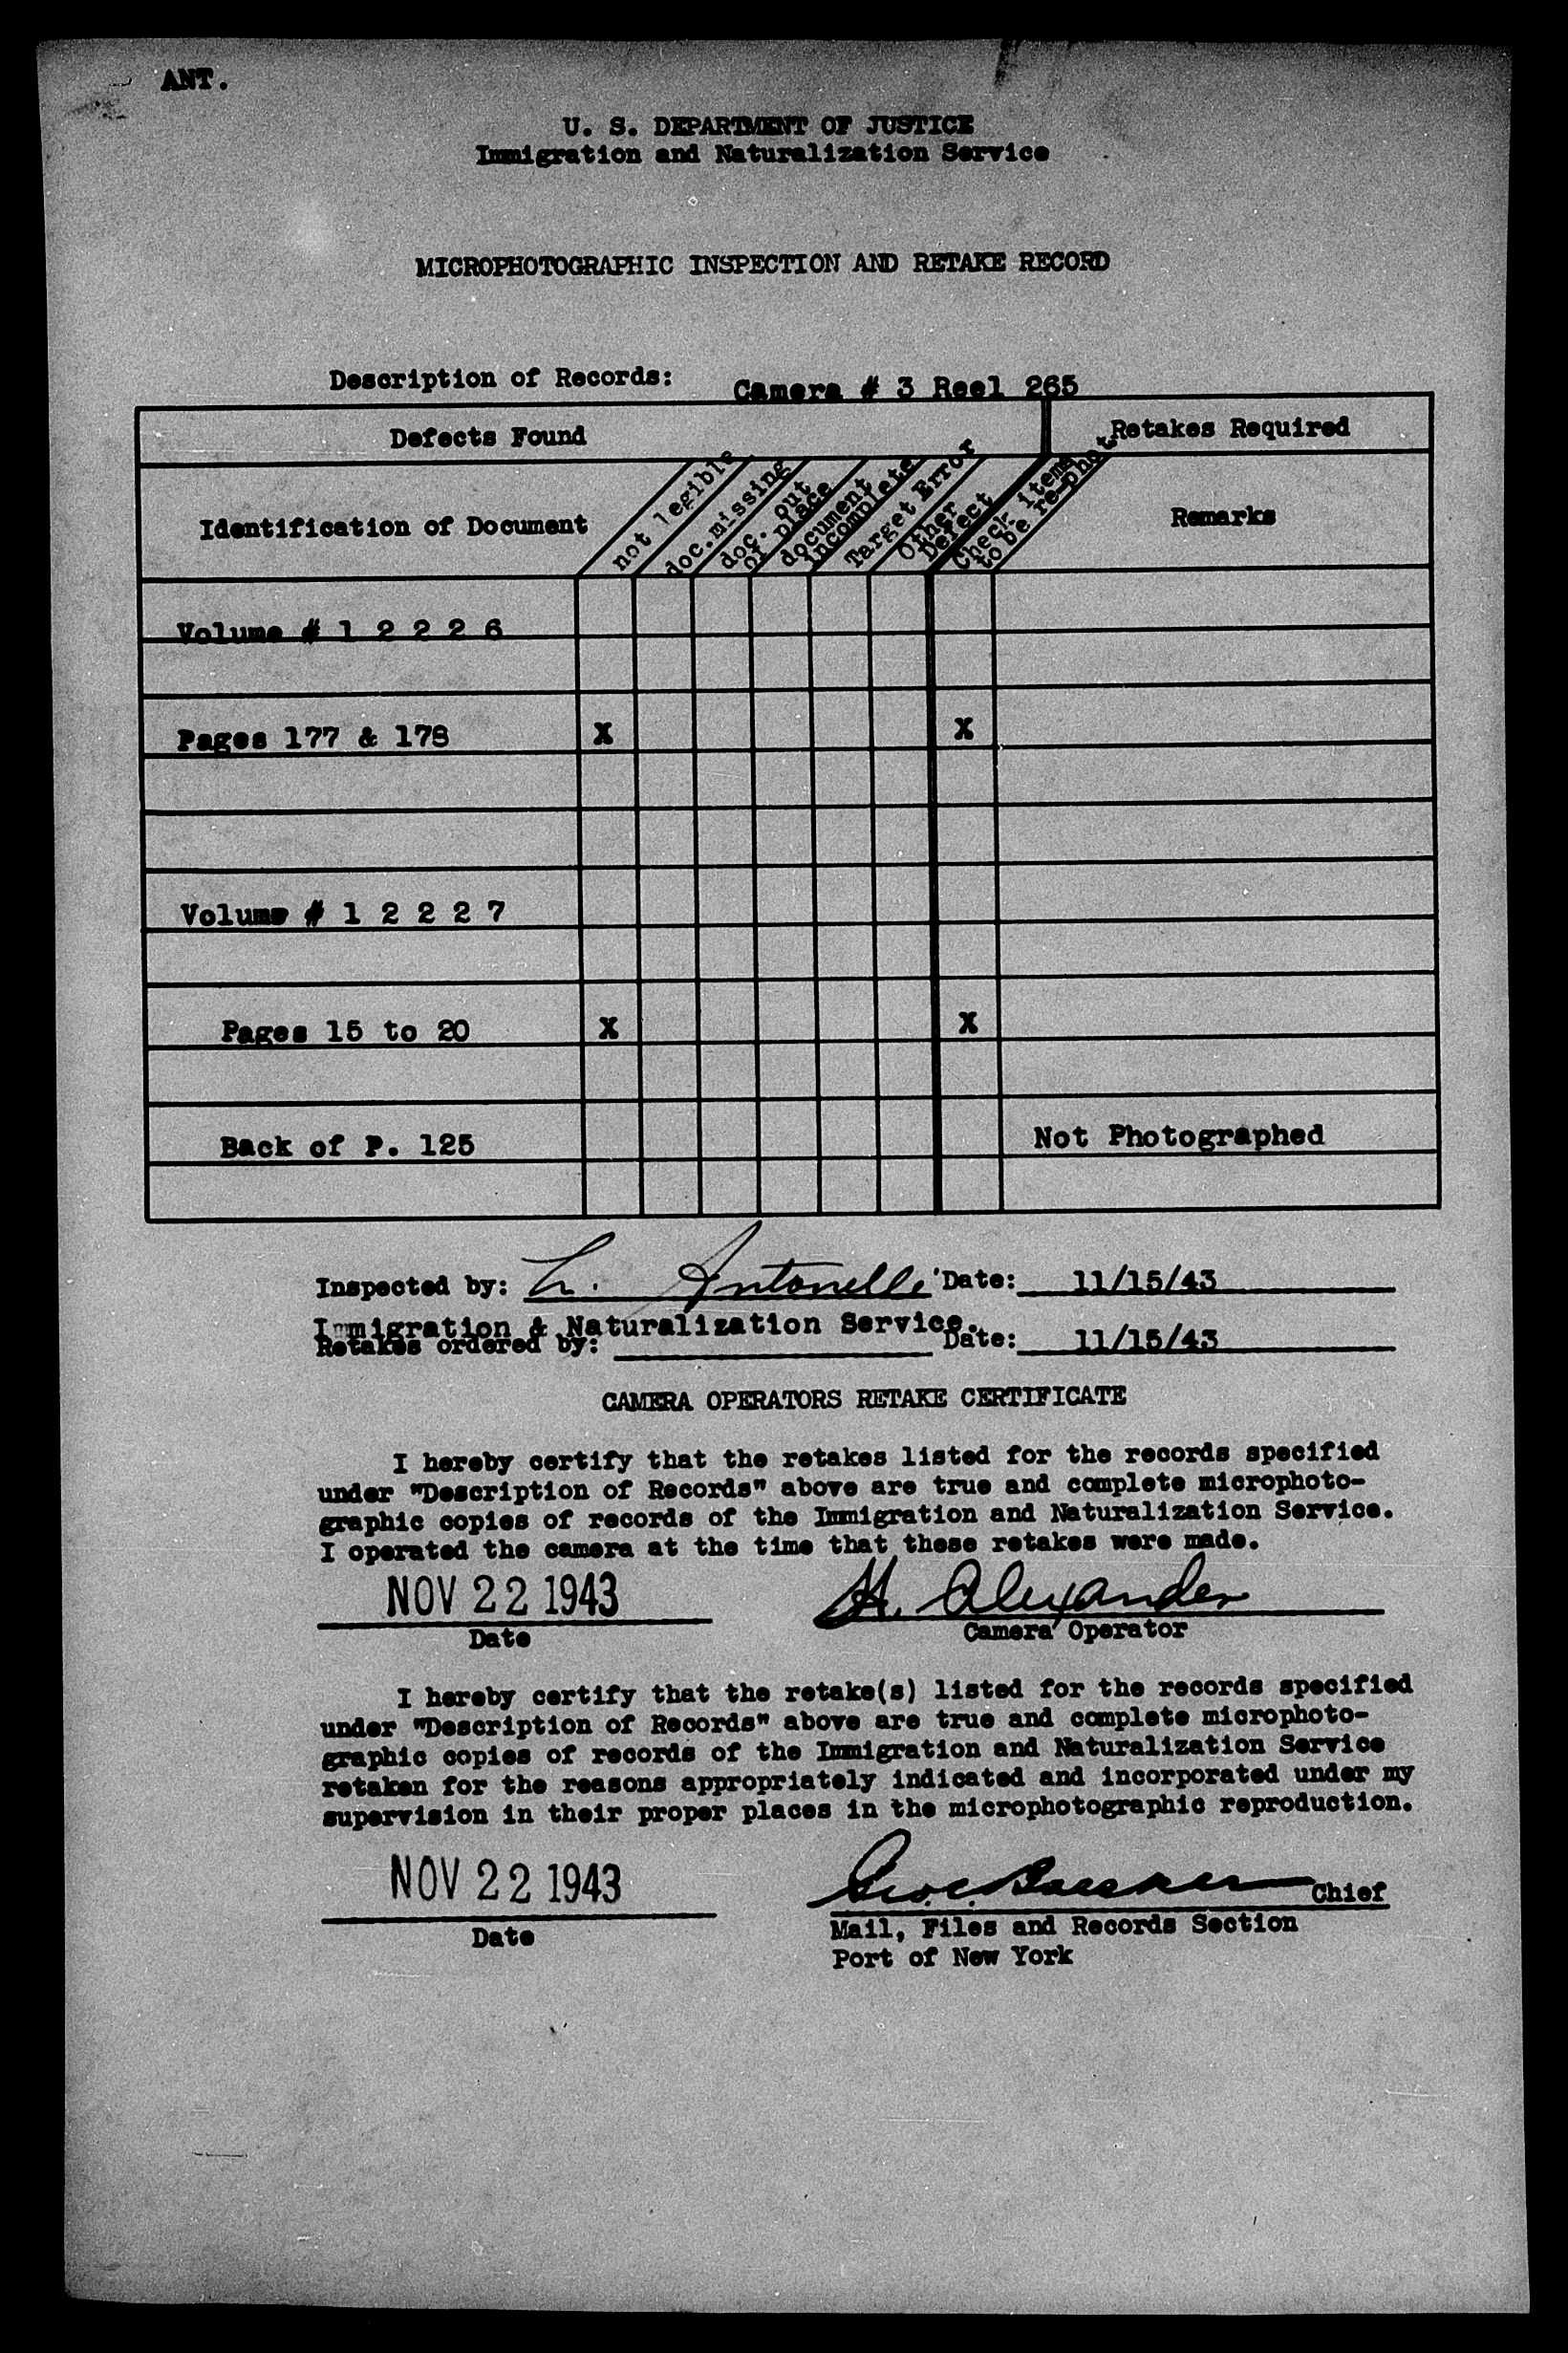 ANT.
U. S. DEPARTMENT OF JUSTICE
Immigration and Naturalization Service
MICROPHOTOGRAPHIC INSPECTION AND RETAKE RECORD
Description of Records: Camera # 3 Reel 265
Defects Found
Retakes Required
Identification of Document
not legible
doc.missing
doc. out
of place
document
incomplete
Target Error
Other
Defect
Check items
to be re-phot
Remarks
Volume # 1 2 2 2 6
Pages 177 & 178 X X
Volume # 1 2 2 2 7
Pages 15 to 20 X X
Back of P. 125 Not Photographed
Inspected by: L. Antonelli Date: 11/15/43
Immigration & Naturalization Service.
Retakes ordered by: Date: 11/15/43
CAMERA OPERATORS RETAKE CERTIFICATE
I hereby certify that the retakes listed for the records specified
under "Description of Records" above are true and complete microphoto-
graphic copies of records of the Immigration and Naturalization Service.
I operated the camera at the time that these retakes were made.
NOV 22 1943 H. Alexander
Date Camera Operator
I hereby certify that the retake(s) listed for the records specified
under "Description of Records" above are true and complete microphoto-
graphic copies of records of the Immigration and Naturalization Service
retaken for the reasons appropriately indicated and incorporated under my
supervision in their proper places in the microphotographic reproduction.
NOV 22 1943 Chief
Date
Mail, Files and Records Section
Port of New York